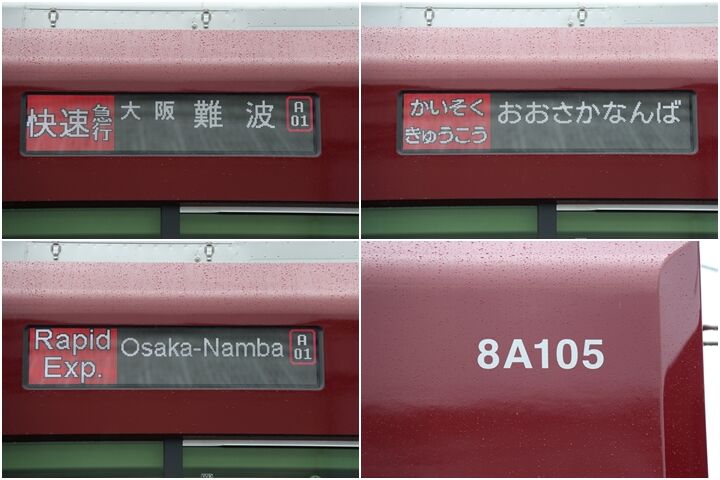 快速急行 大阪難波 A01
かいそく
きゅうこう
おおさかなんば
Rapid
Exp.
Osaka-Namba
A
01
8A105